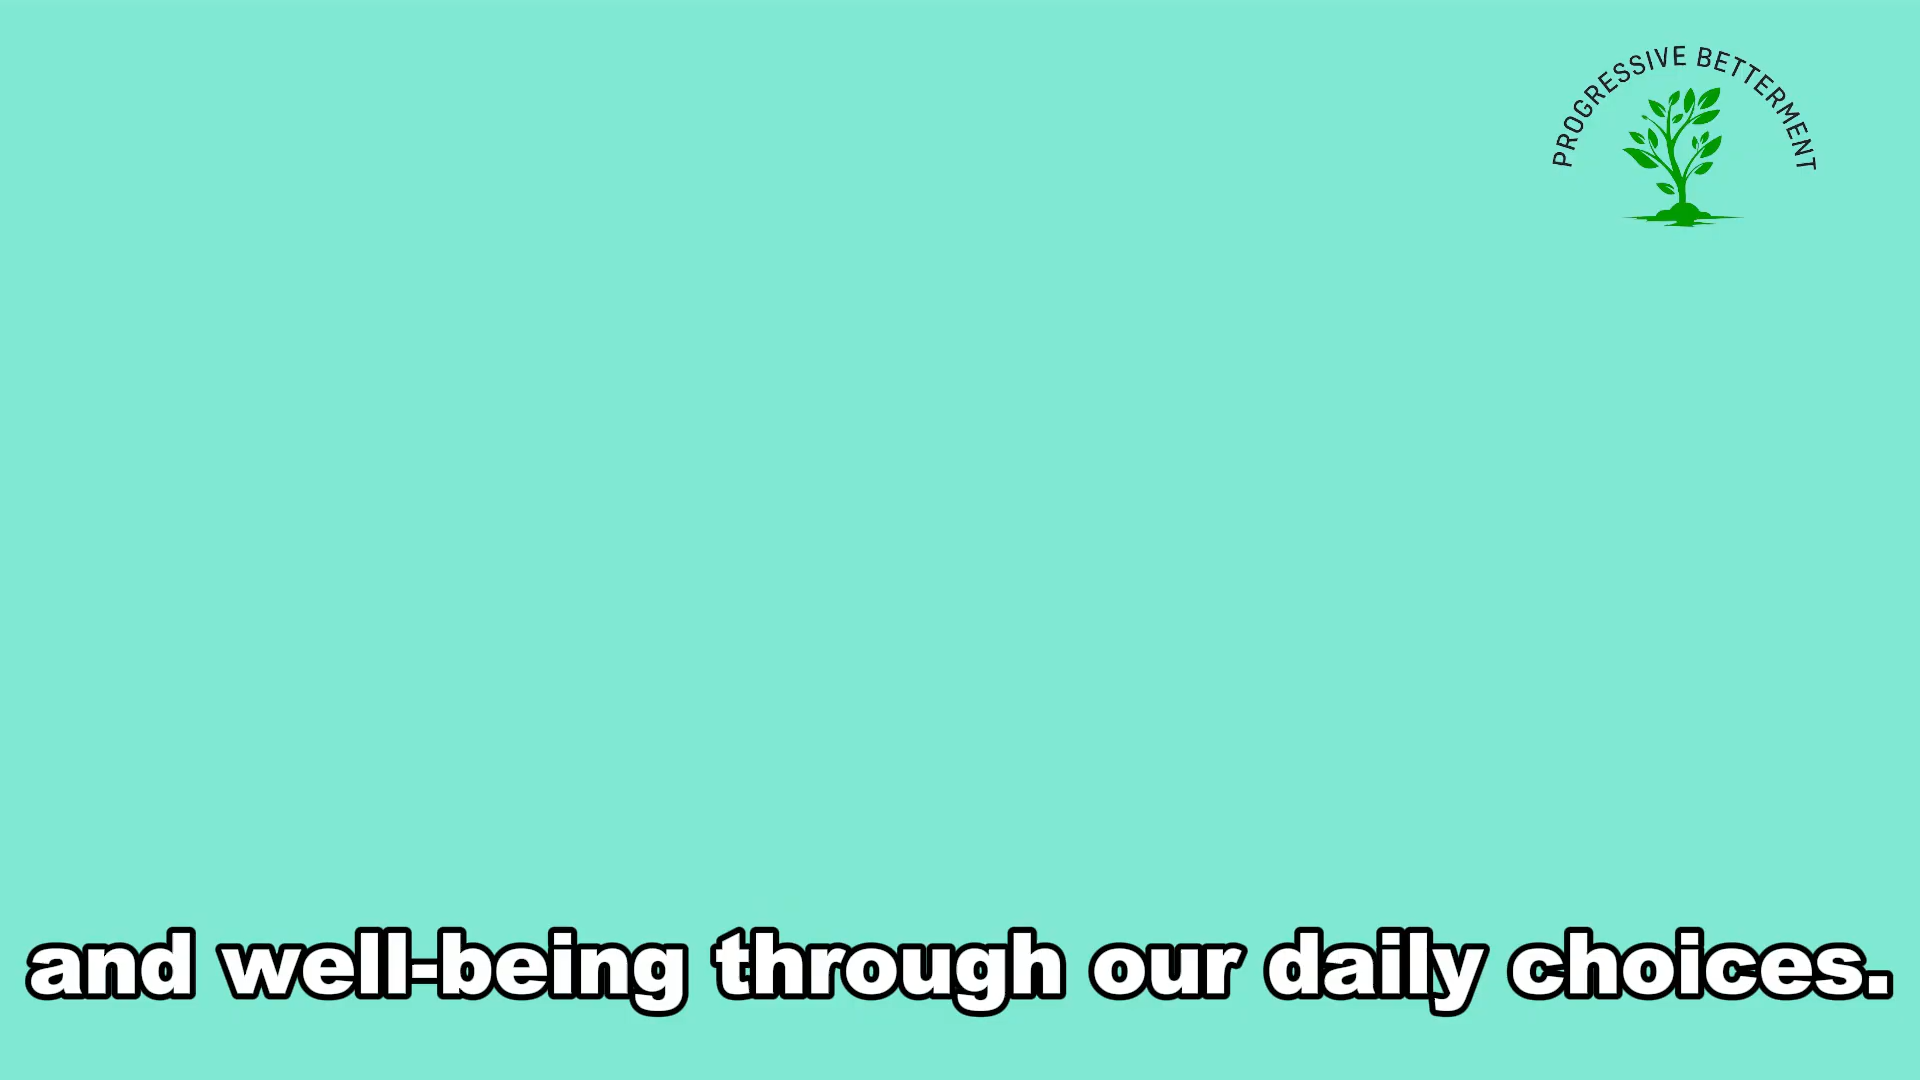 PROGRESSIVE BETTERMENT
and well-being through our daily choices.